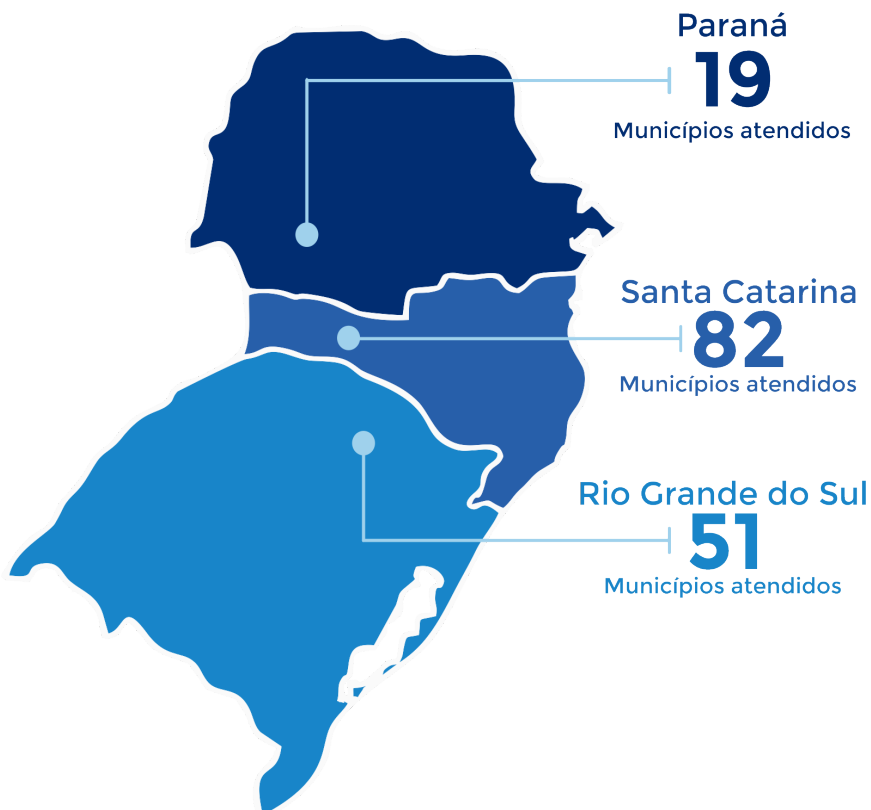 Paraná
19
Municípios atendidos
Santa Catarina
82
Municípios atendidos
Rio Grande do Sul
51
Municípios atendidos